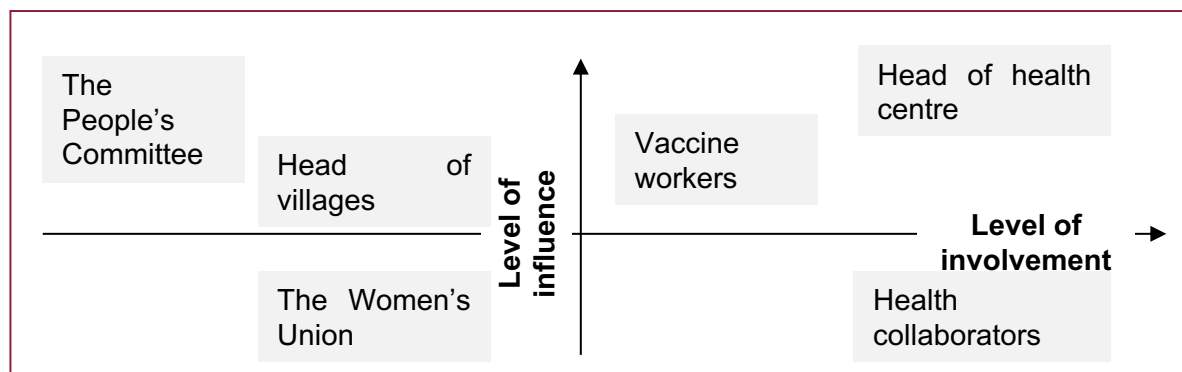 The
People’s
Committee
Head of
villages
Level of
influence
Vaccine
workers
Head of health
centre
Level of
involvement
The Women’s
Union
Health
collaborators